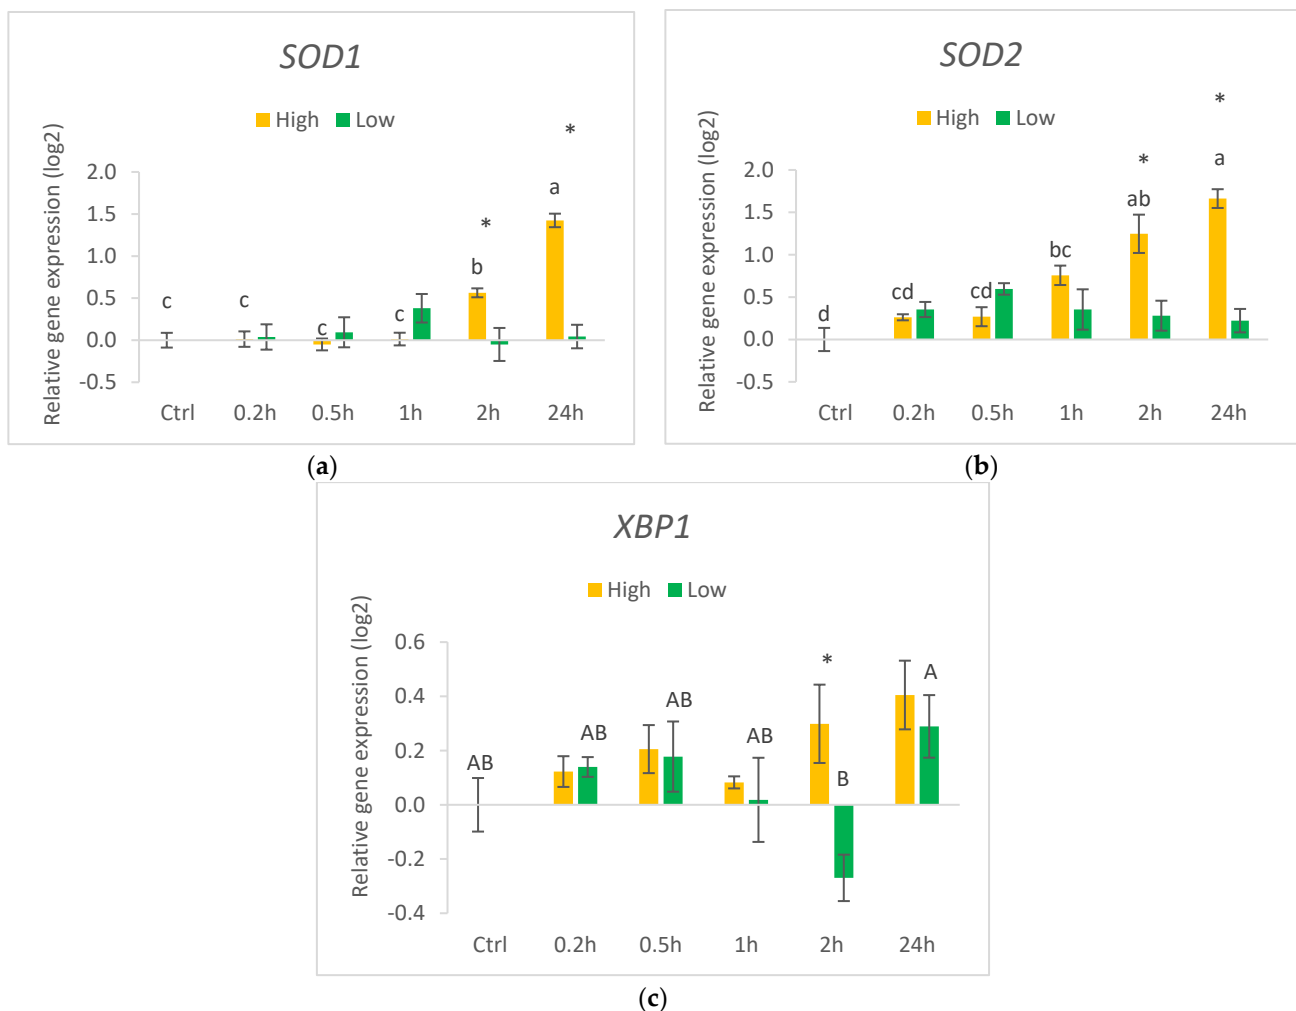 SOD1
High Low
*
Relative gene expression (log2)
2.0
1.5
1.0
0.5
0.0
-0.5
c c c c b * a
Ctrl 0.2h 0.5h 1h 2h 24h
(a)
SOD2
High Low
*
Relative gene expression (log2)
2.0
1.5
1.0
0.5
0.0
-0.5
d cd cd bc ab * a
Ctrl 0.2h 0.5h 1h 2h 24h
(b)
XBP1
High Low
Relative gene expression (log2)
0.6
0.4
0.2
0.0
-0.2
-0.4
AB AB AB AB * B A
Ctrl 0.2h 0.5h 1h 2h 24h
(c)